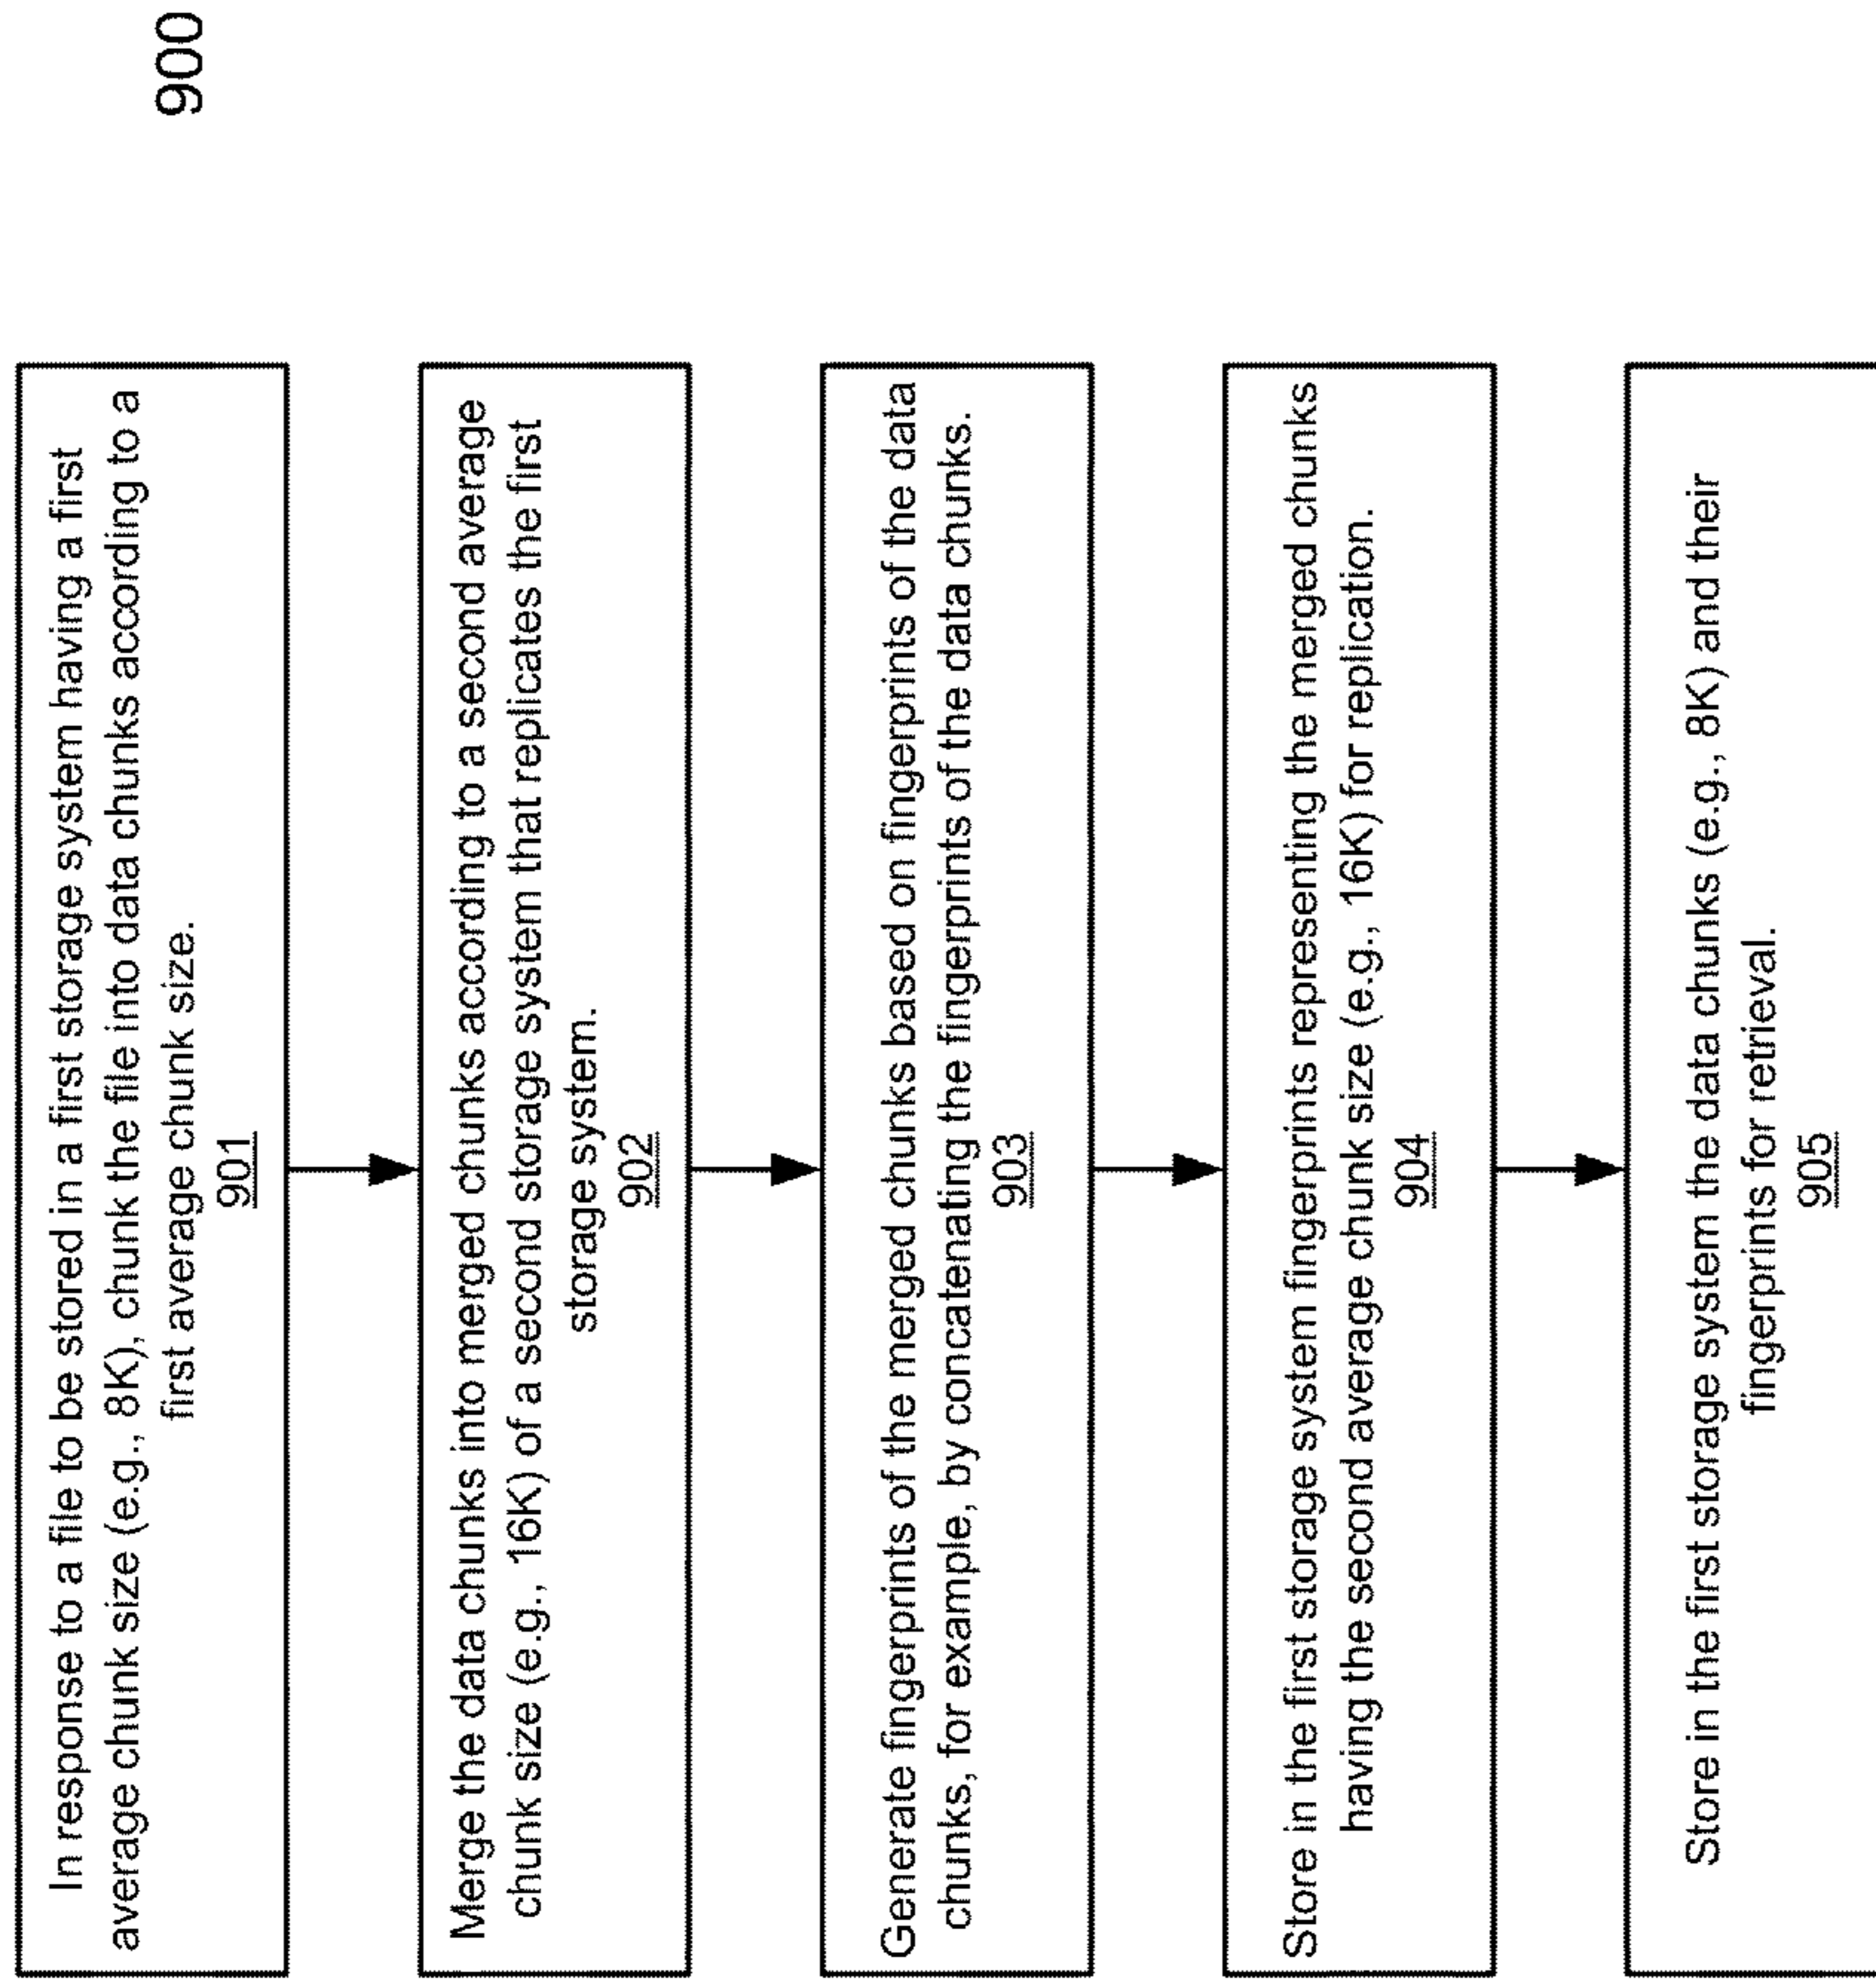 900
In response to a file to be stored in a first storage system having a first
average chunk size (e.g., 8K), chunk the file into data chunks according to a
first average chunk size.
901
Merge the data chunks into merged chunks according to a second average
chunk size (e.g., 16K) of a second storage system that replicates the first
storage system.
902
Generate fingerprints of the merged chunks based on fingerprints of the data
chunks, for example, by concatenating the fingerprints of the data chunks.
903
Store in the first storage system fingerprints representing the merged chunks
having the second average chunk size (e.g., 16K) for replication.
904
Store in the first storage system the data chunks (e.g., 8K) and their
fingerprints for retrieval.
905